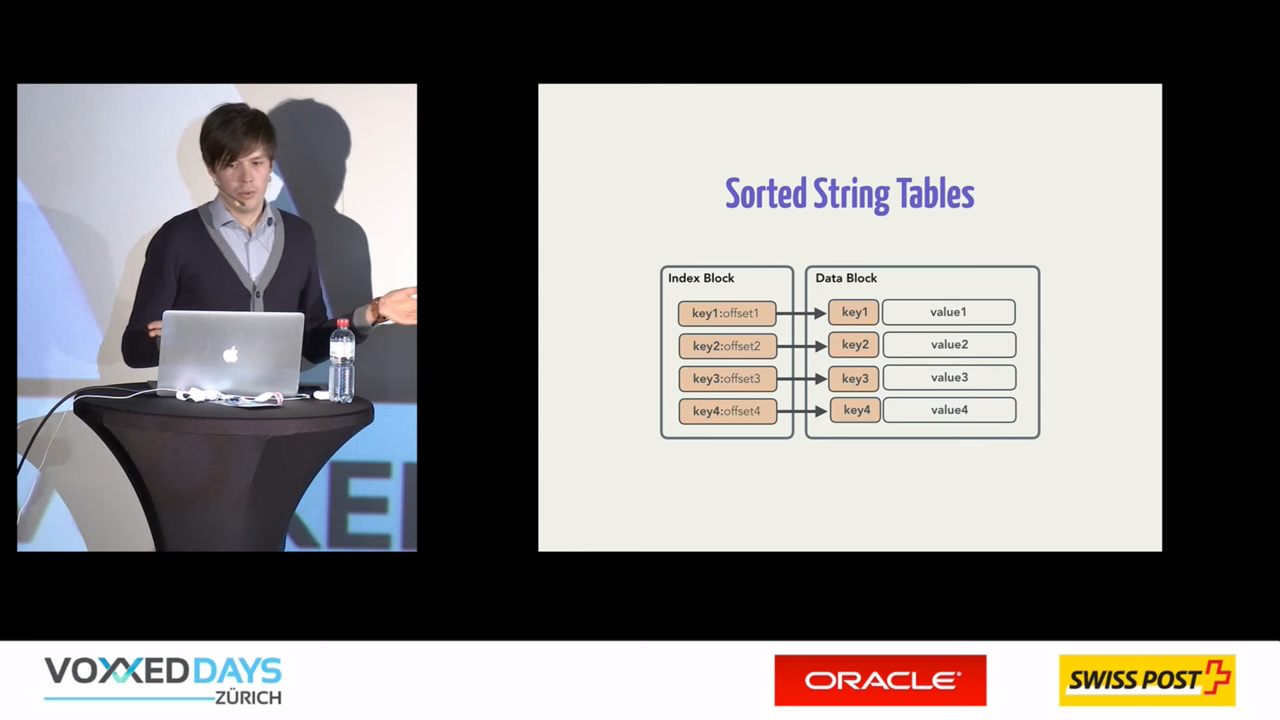 Sorted String Tables
Index Block
key1:offset1
key2:offset2
key3:offset3
key4:offset4
Data Block
key1 value1
key2 value2
key3 value3
key4 value4
VOXXED DAYS
ZÜRICH
ORACLE®
SWISS POST